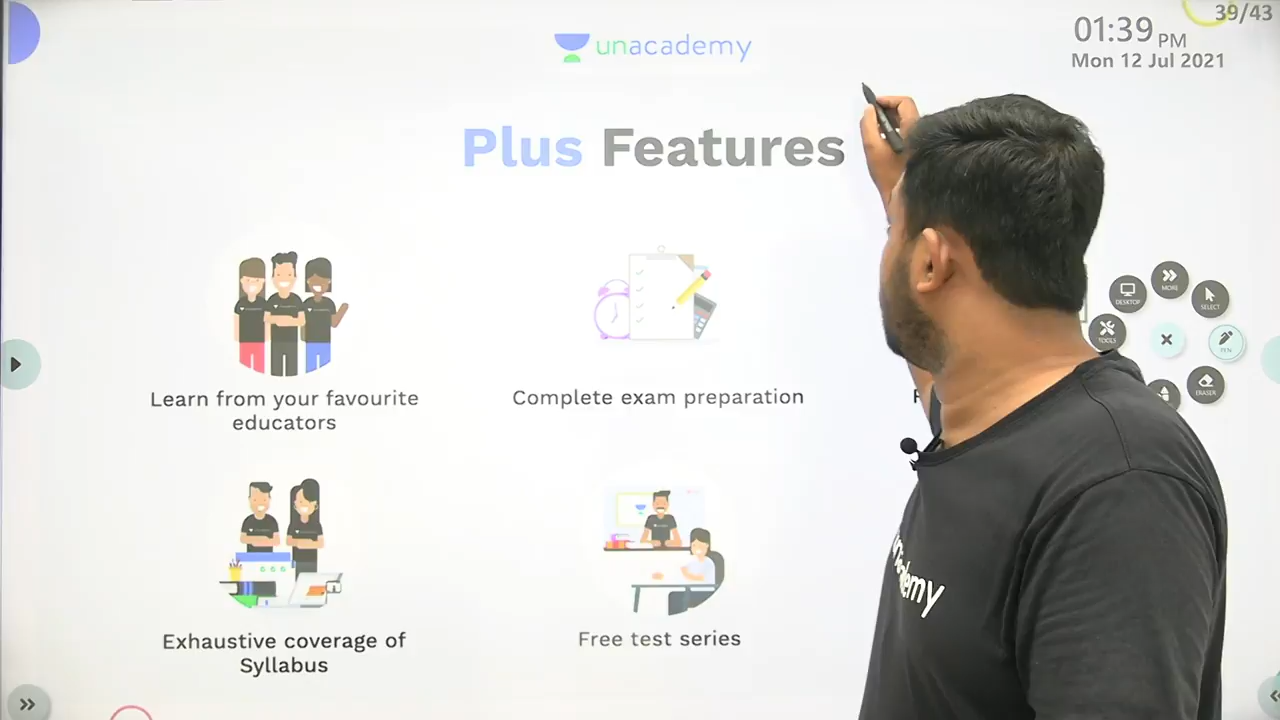 39/43
01:39 PM
Mon 12 Jul 2021
unacademy
Plus Features
DESKTOP
MORE
SELECT
TOOLS
PEN
ERASER
Learn from your favourite
educators
Complete exam preparation
Exhaustive coverage of
Syllabus
Free test series